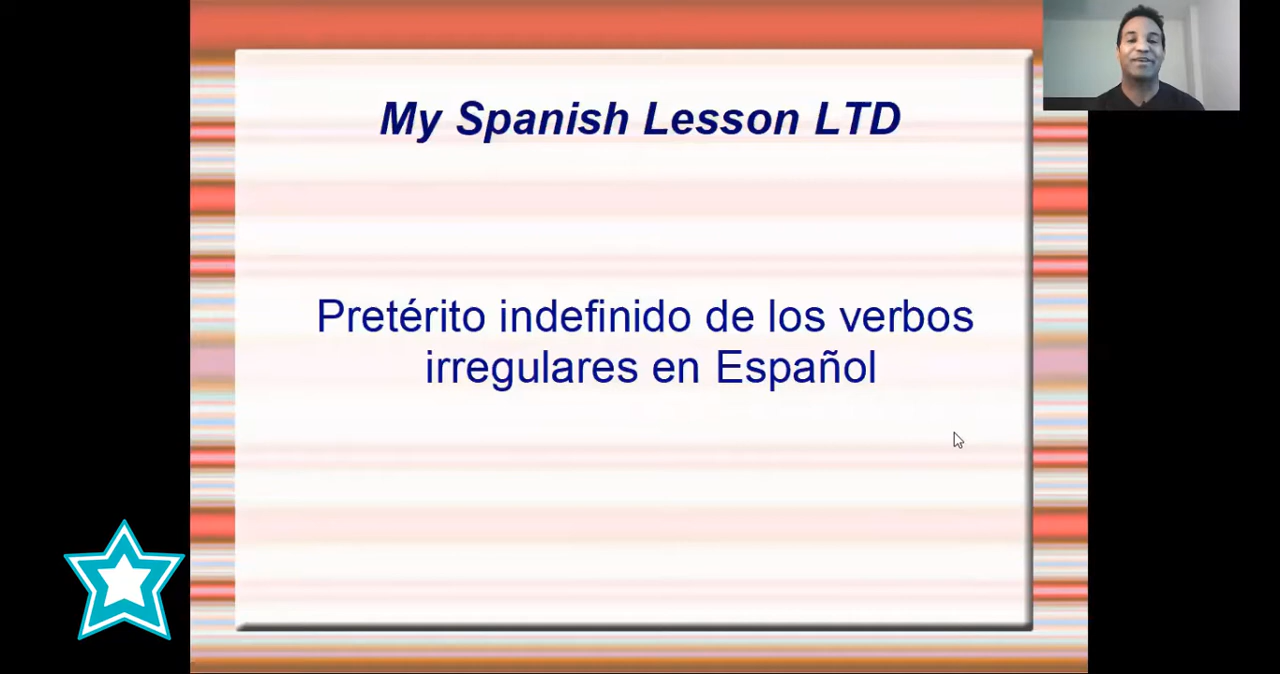 My Spanish Lesson LTD
Pretérito indefinido de los verbos
irregulares en Español